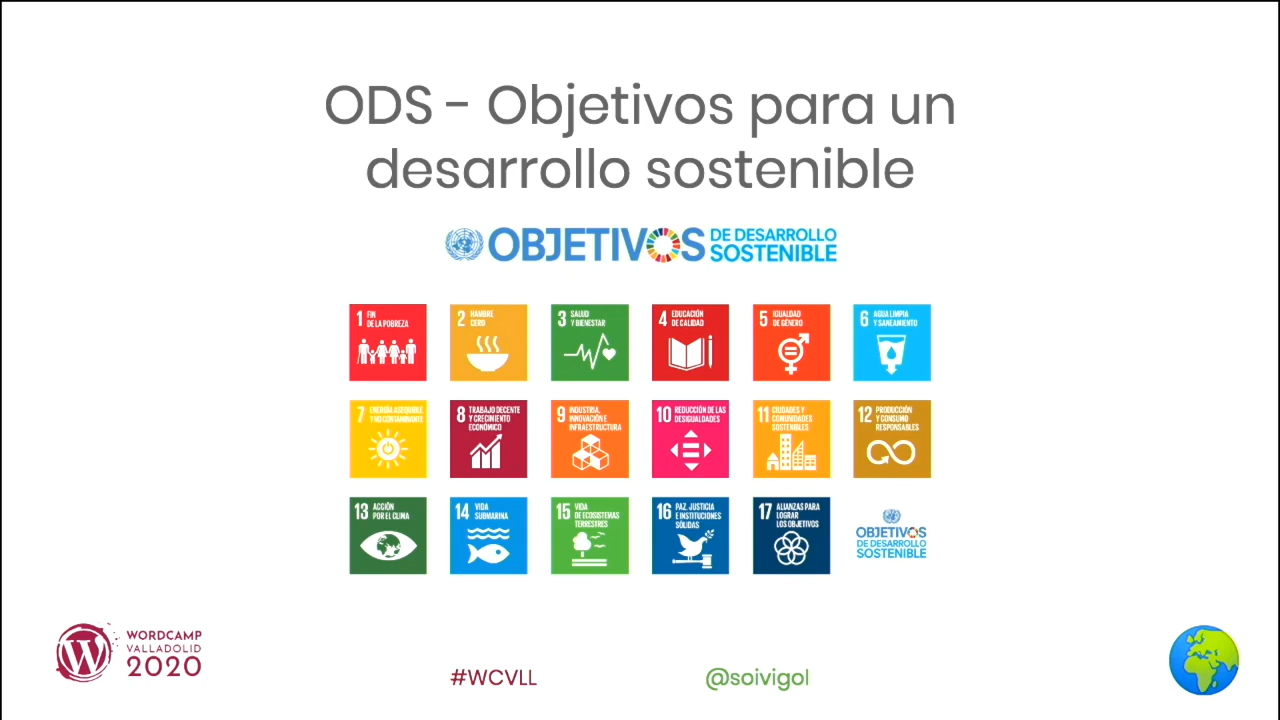 ODS - Objetivos para un
desarrollo sostenible
OBJETIVOS DE DESARROLLO
SOSTENIBLE
1 FIN
DE LA POBREZA
2 HAMBRE
CERO
3 SALUD
Y BIENESTAR
4 EDUCACIÓN
DE CALIDAD
5 IGUALDAD
DE GÉNERO
6 AGUA LIMPIA
Y SANEAMIENTO
7 ENERGÍA ASEQUIBLE
Y NO CONTAMINANTE
8 TRABAJO DECENTE
Y CRECIMIENTO
ECONÓMICO
9 INDUSTRIA,
INNOVACIÓN E
INFRAESTRUCTURA
10 REDUCCIÓN DE LAS
DESIGUALDADES
11 CIUDADES Y
COMUNIDADES
SOSTENIBLES
12 PRODUCCIÓN
Y CONSUMO
RESPONSABLES
13 ACCIÓN
POR EL CLIMA
14 VIDA
SUBMARINA
15 VIDA
DE ECOSISTEMAS
TERRESTRES
16 PAZ, JUSTICIA
E INSTITUCIONES
SÓLIDAS
17 ALIANZAS PARA
LOGRAR
LOS OBJETIVOS
OBJETIVOS
DE DESARROLLO
SOSTENIBLE
WORDCAMP
VALLADOLID
2020
#WCVLL
@soivigol